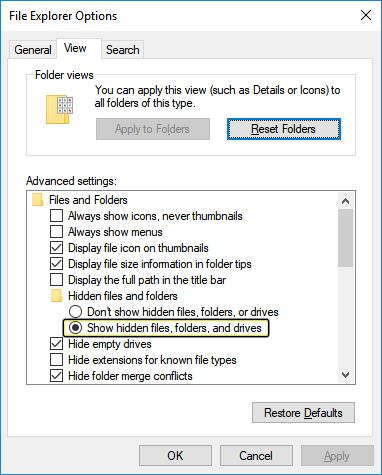 File Explorer Options
General View Search
Folder views
You can apply this view (such as Details or Icons) to
all folders of this type.
Apply to Folders Reset Folders
Advanced settings:
Files and Folders
Always show icons, never thumbnails
Always show menus
Display file icon on thumbnails
Display file size information in folder tips
Display the full path in the title bar
Hidden files and folders
Don't show hidden files, folders, or drives
Show hidden files, folders, and drives
Hide empty drives
Hide extensions for known file types
Hide folder merge conflicts
Restore Defaults
OK Cancel Apply